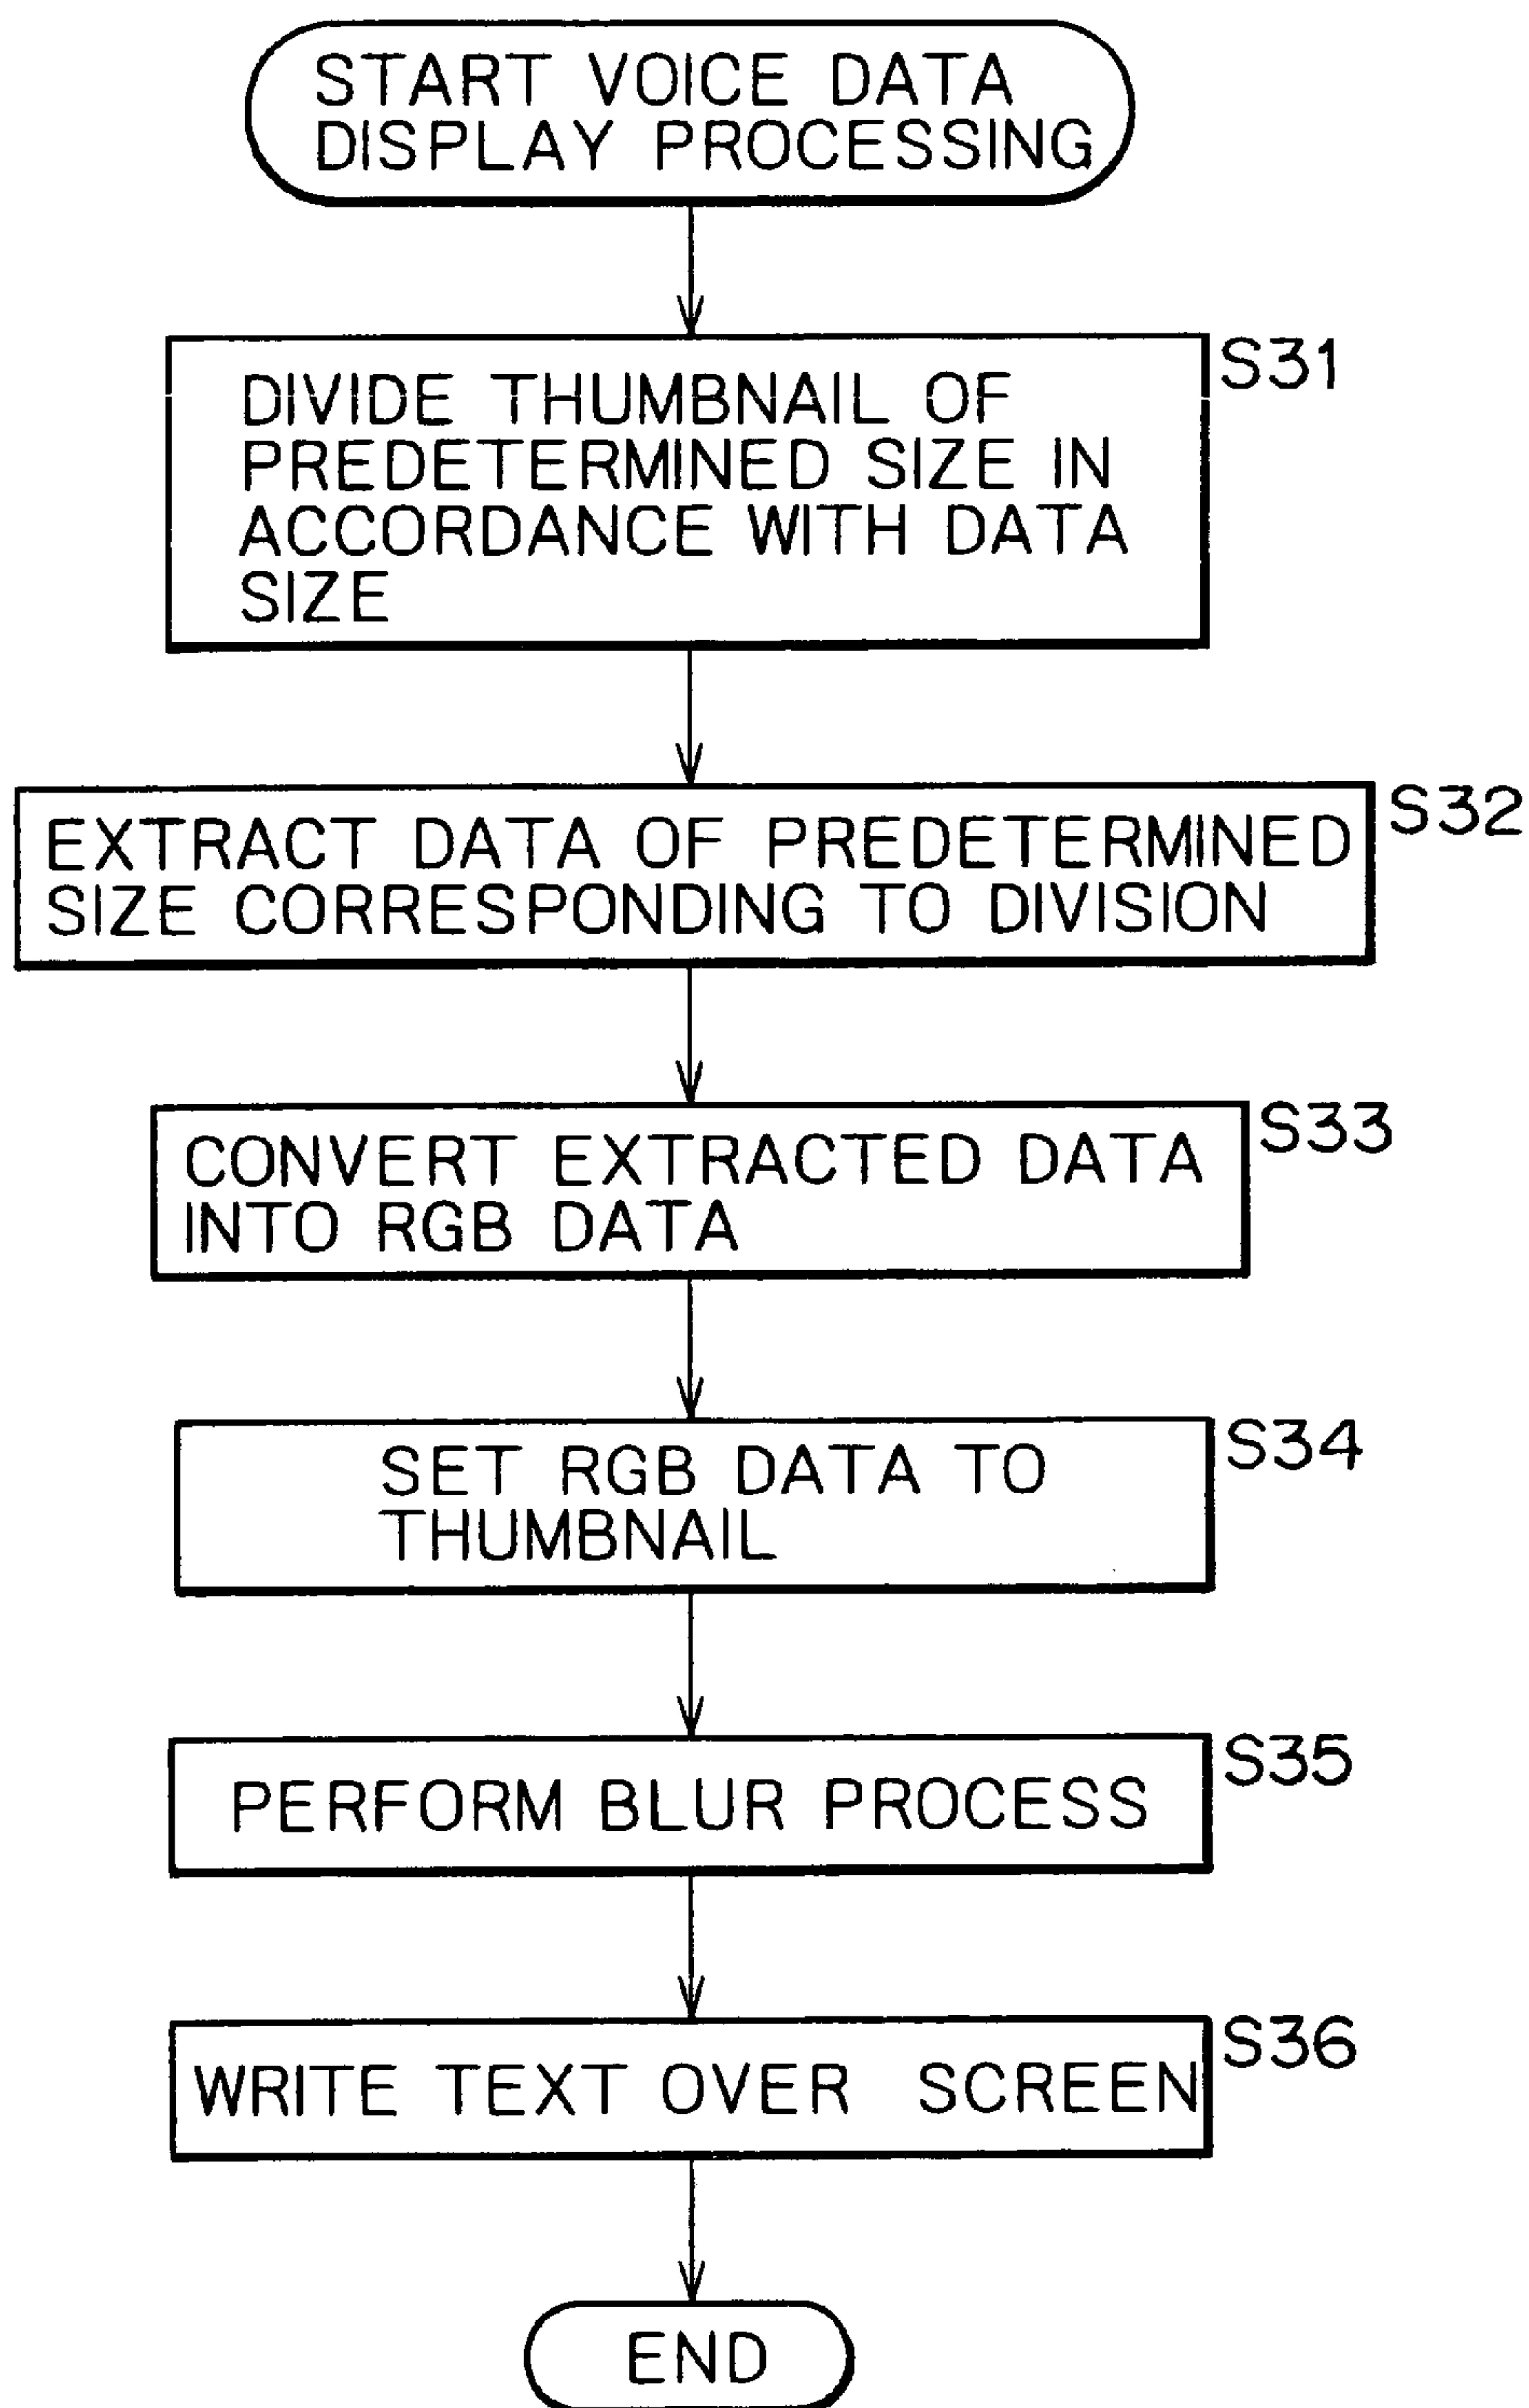 START VOICE DATA
DISPLAY PROCESSING
S31
DIVIDE THUMBNAIL OF
PREDETERMINED SIZE IN
ACCORDANCE WITH DATA
SIZE
S32
EXTRACT DATA OF PREDETERMINED
SIZE CORRESPONDING TO DIVISION
S33
CONVERT EXTRACTED DATA
INTO RGB DATA
S34
SET RGB DATA TO
THUMBNAIL
S35
PERFORM BLUR PROCESS
S36
WRITE TEXT OVER SCREEN
END